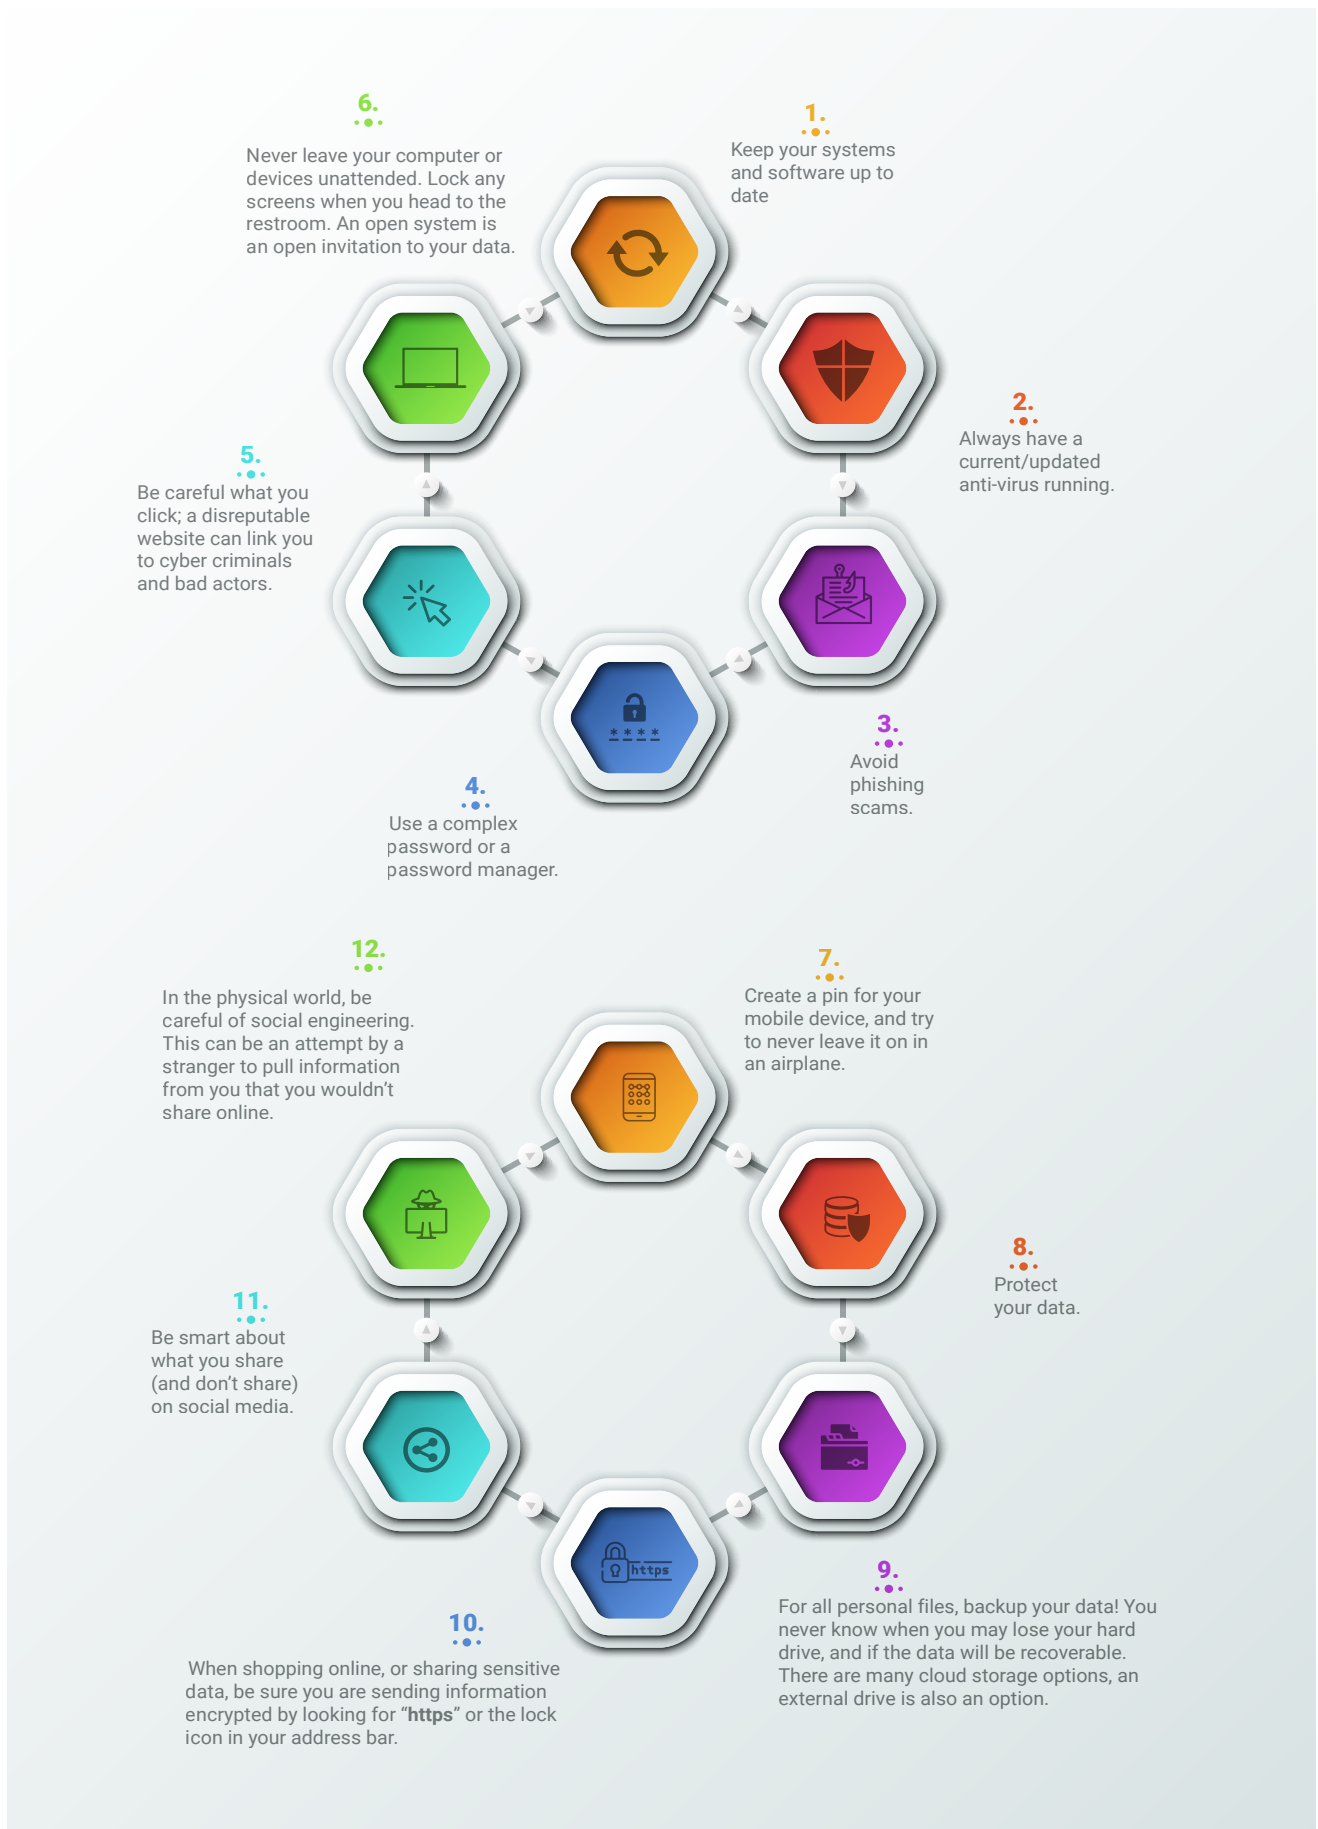 1.
Keep your systems
and software up to
date
2.
Always have a
current/updated
anti-virus running.
3.
Avoid
phishing
scams.
4.
Use a complex
password or a
password manager.
5.
Be careful what you
click; a disreputable
website can link you
to cyber criminals
and bad actors.
6.
Never leave your computer or
devices unattended. Lock any
screens when you head to the
restroom. An open system is
an open invitation to your data.
* * * *
7.
Create a pin for your
mobile device, and try
to never leave it on in
an airplane.
8.
Protect
your data.
9.
For all personal files, backup your data! You
never know when you may lose your hard
drive, and if the data will be recoverable.
There are many cloud storage options, an
external drive is also an option.
10.
When shopping online, or sharing sensitive
data, be sure you are sending information
encrypted by looking for “https” or the lock
icon in your address bar.
https
11.
Be smart about
what you share
(and don’t share)
on social media.
12.
In the physical world, be
careful of social engineering.
This can be an attempt by a
stranger to pull information
from you that you wouldn’t
share online.